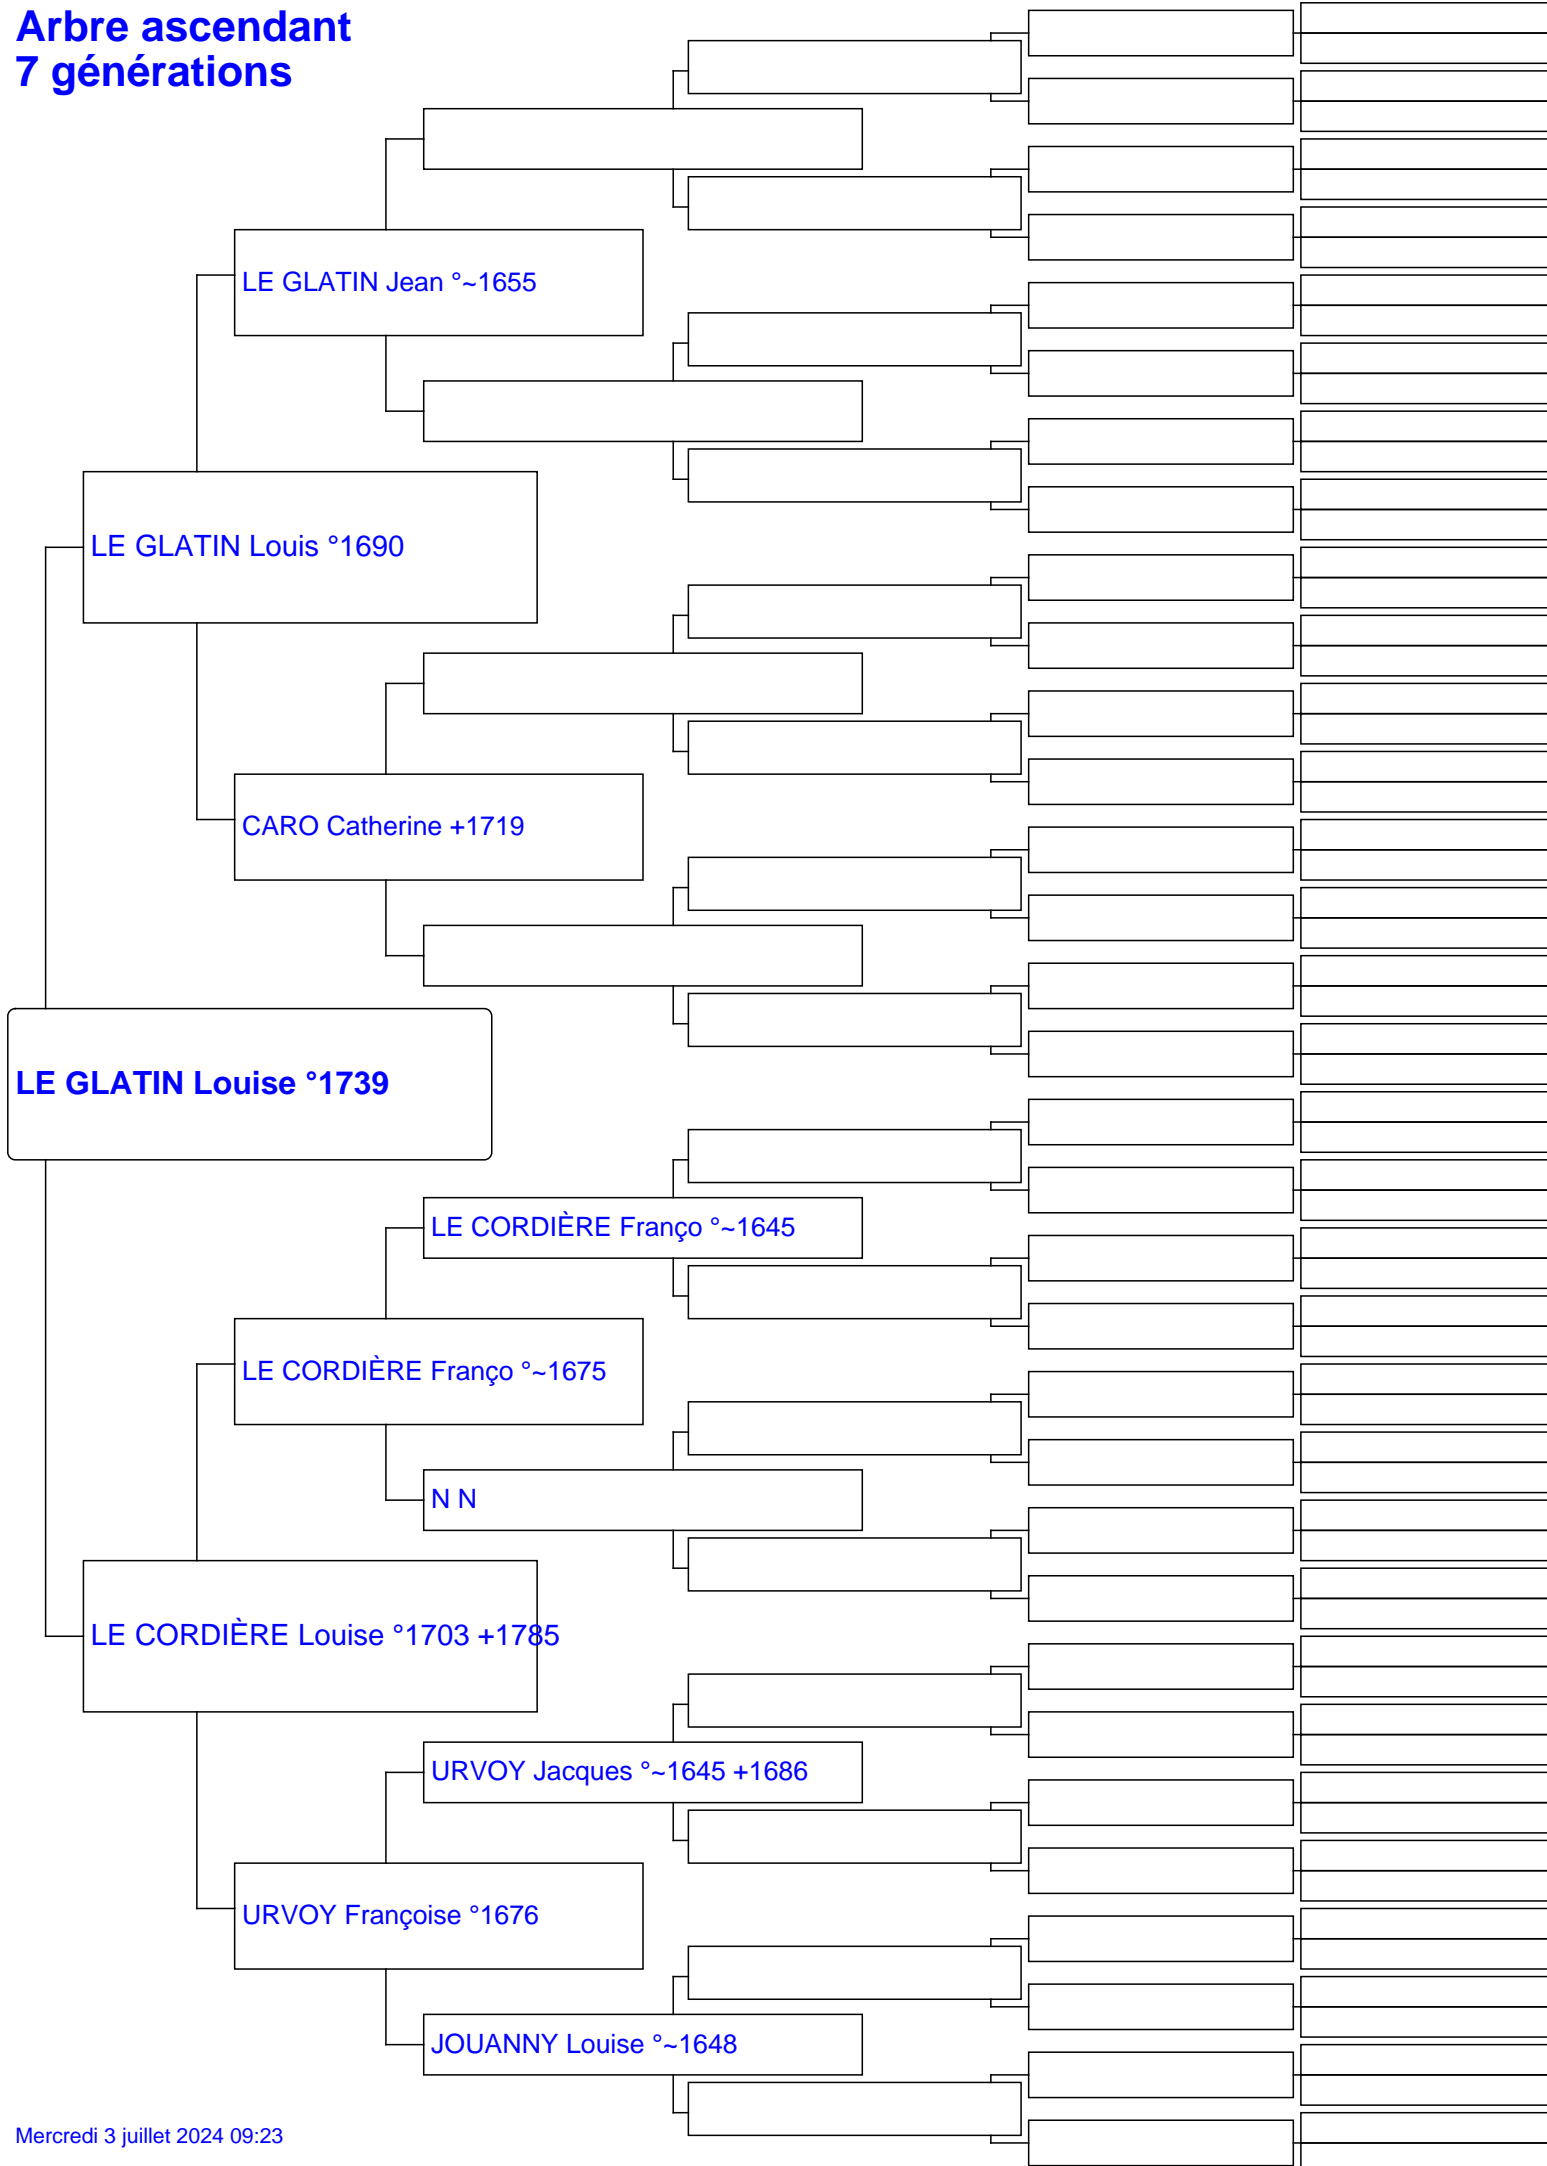 Arbre ascendant
7 générations
LE GLATIN Jean °~1655
LE GLATIN Louis °1690
CARO Catherine +1719
LE GLATIN Louise °1739
LE CORDIÈRE Franço °~1645
LE CORDIÈRE Franço °~1675
N N
LE CORDIÈRE Louise °1703 +1785
URVOY Jacques °~1645 +1686
URVOY Françoise °1676
JOUANNY Louise °~1648
Mercredi 3 juillet 2024 09:23